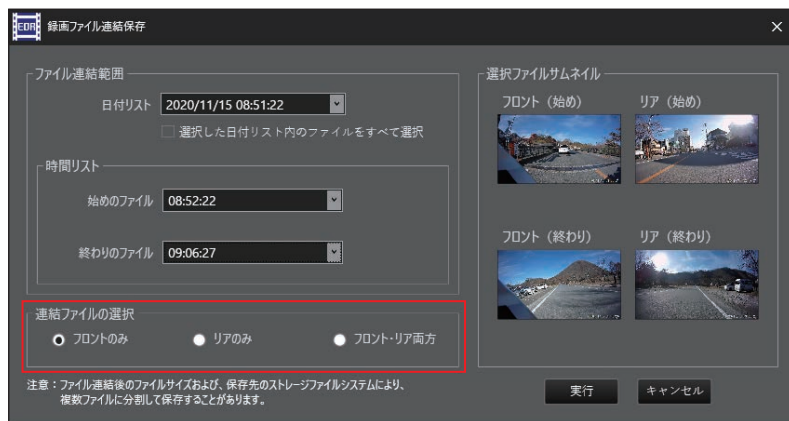 EDR 録画ファイル連結保存
ファイル連結範囲
日付リスト 2020/11/15 08:51:22
選択した日付リスト内のファイルをすべて選択
時間リスト
始めのファイル 08:52:22
終わりのファイル 09:06:27
連結ファイルの選択
フロントのみ リアのみ フロント・リア両方
注意：ファイル連結後のファイルサイズおよび、保存先のストレージファイルシステムにより、
複数ファイルに分割して保存することがあります。
選択ファイルサムネイル
フロント（始め） リア（始め）
フロント（終わり） リア（終わり）
実行 キャンセル